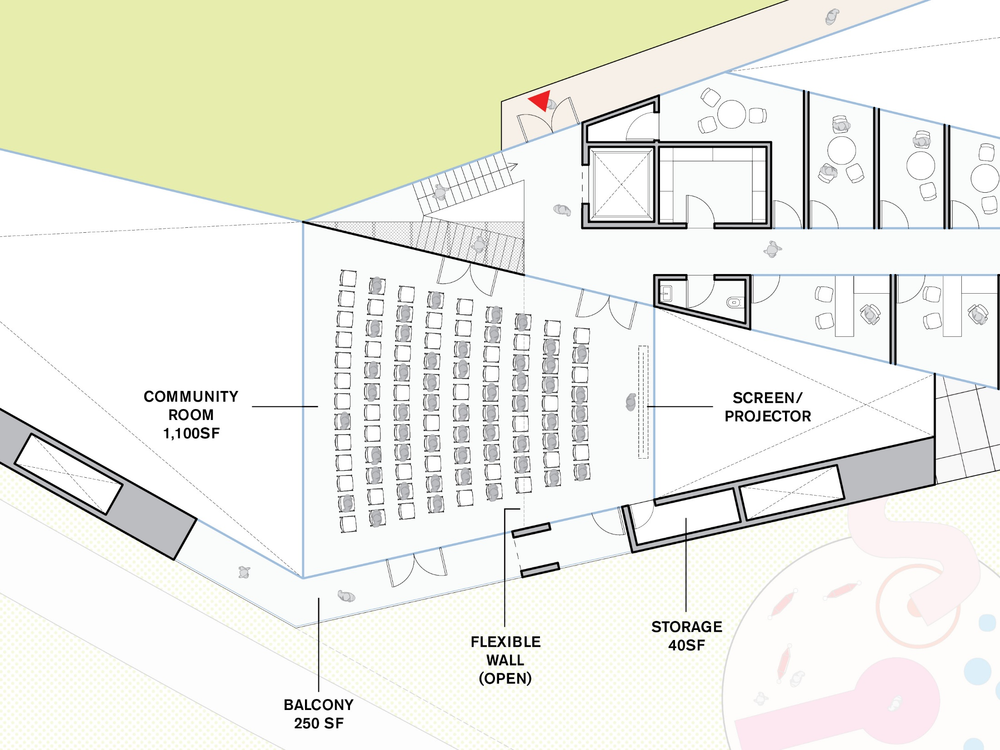 COMMUNITY
ROOM
1,100SF
SCREEN/
PROJECTOR
STORAGE
40SF
FLEXIBLE
WALL
(OPEN)
BALCONY
250 SF